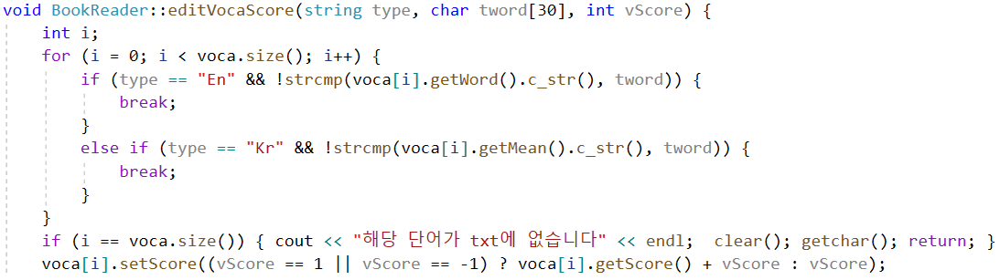 void BookReader::editVocaScore(string type, char tword[30], int vScore) {
    int i;
    for (i = 0; i < voca.size(); i++) {
        if (type == "En" && !strcmp(voca[i].getWord().c_str(), tword)) {
            break;
        }
        else if (type == "Kr" && !strcmp(voca[i].getMean().c_str(), tword)) {
            break;
        }
    }
    if (i == voca.size()) { cout << "해당 단어가 txt에 없습니다" << endl;  clear(); getchar(); return; }
    voca[i].setScore((vScore == 1 || vScore == -1) ? voca[i].getScore() + vScore : vScore);